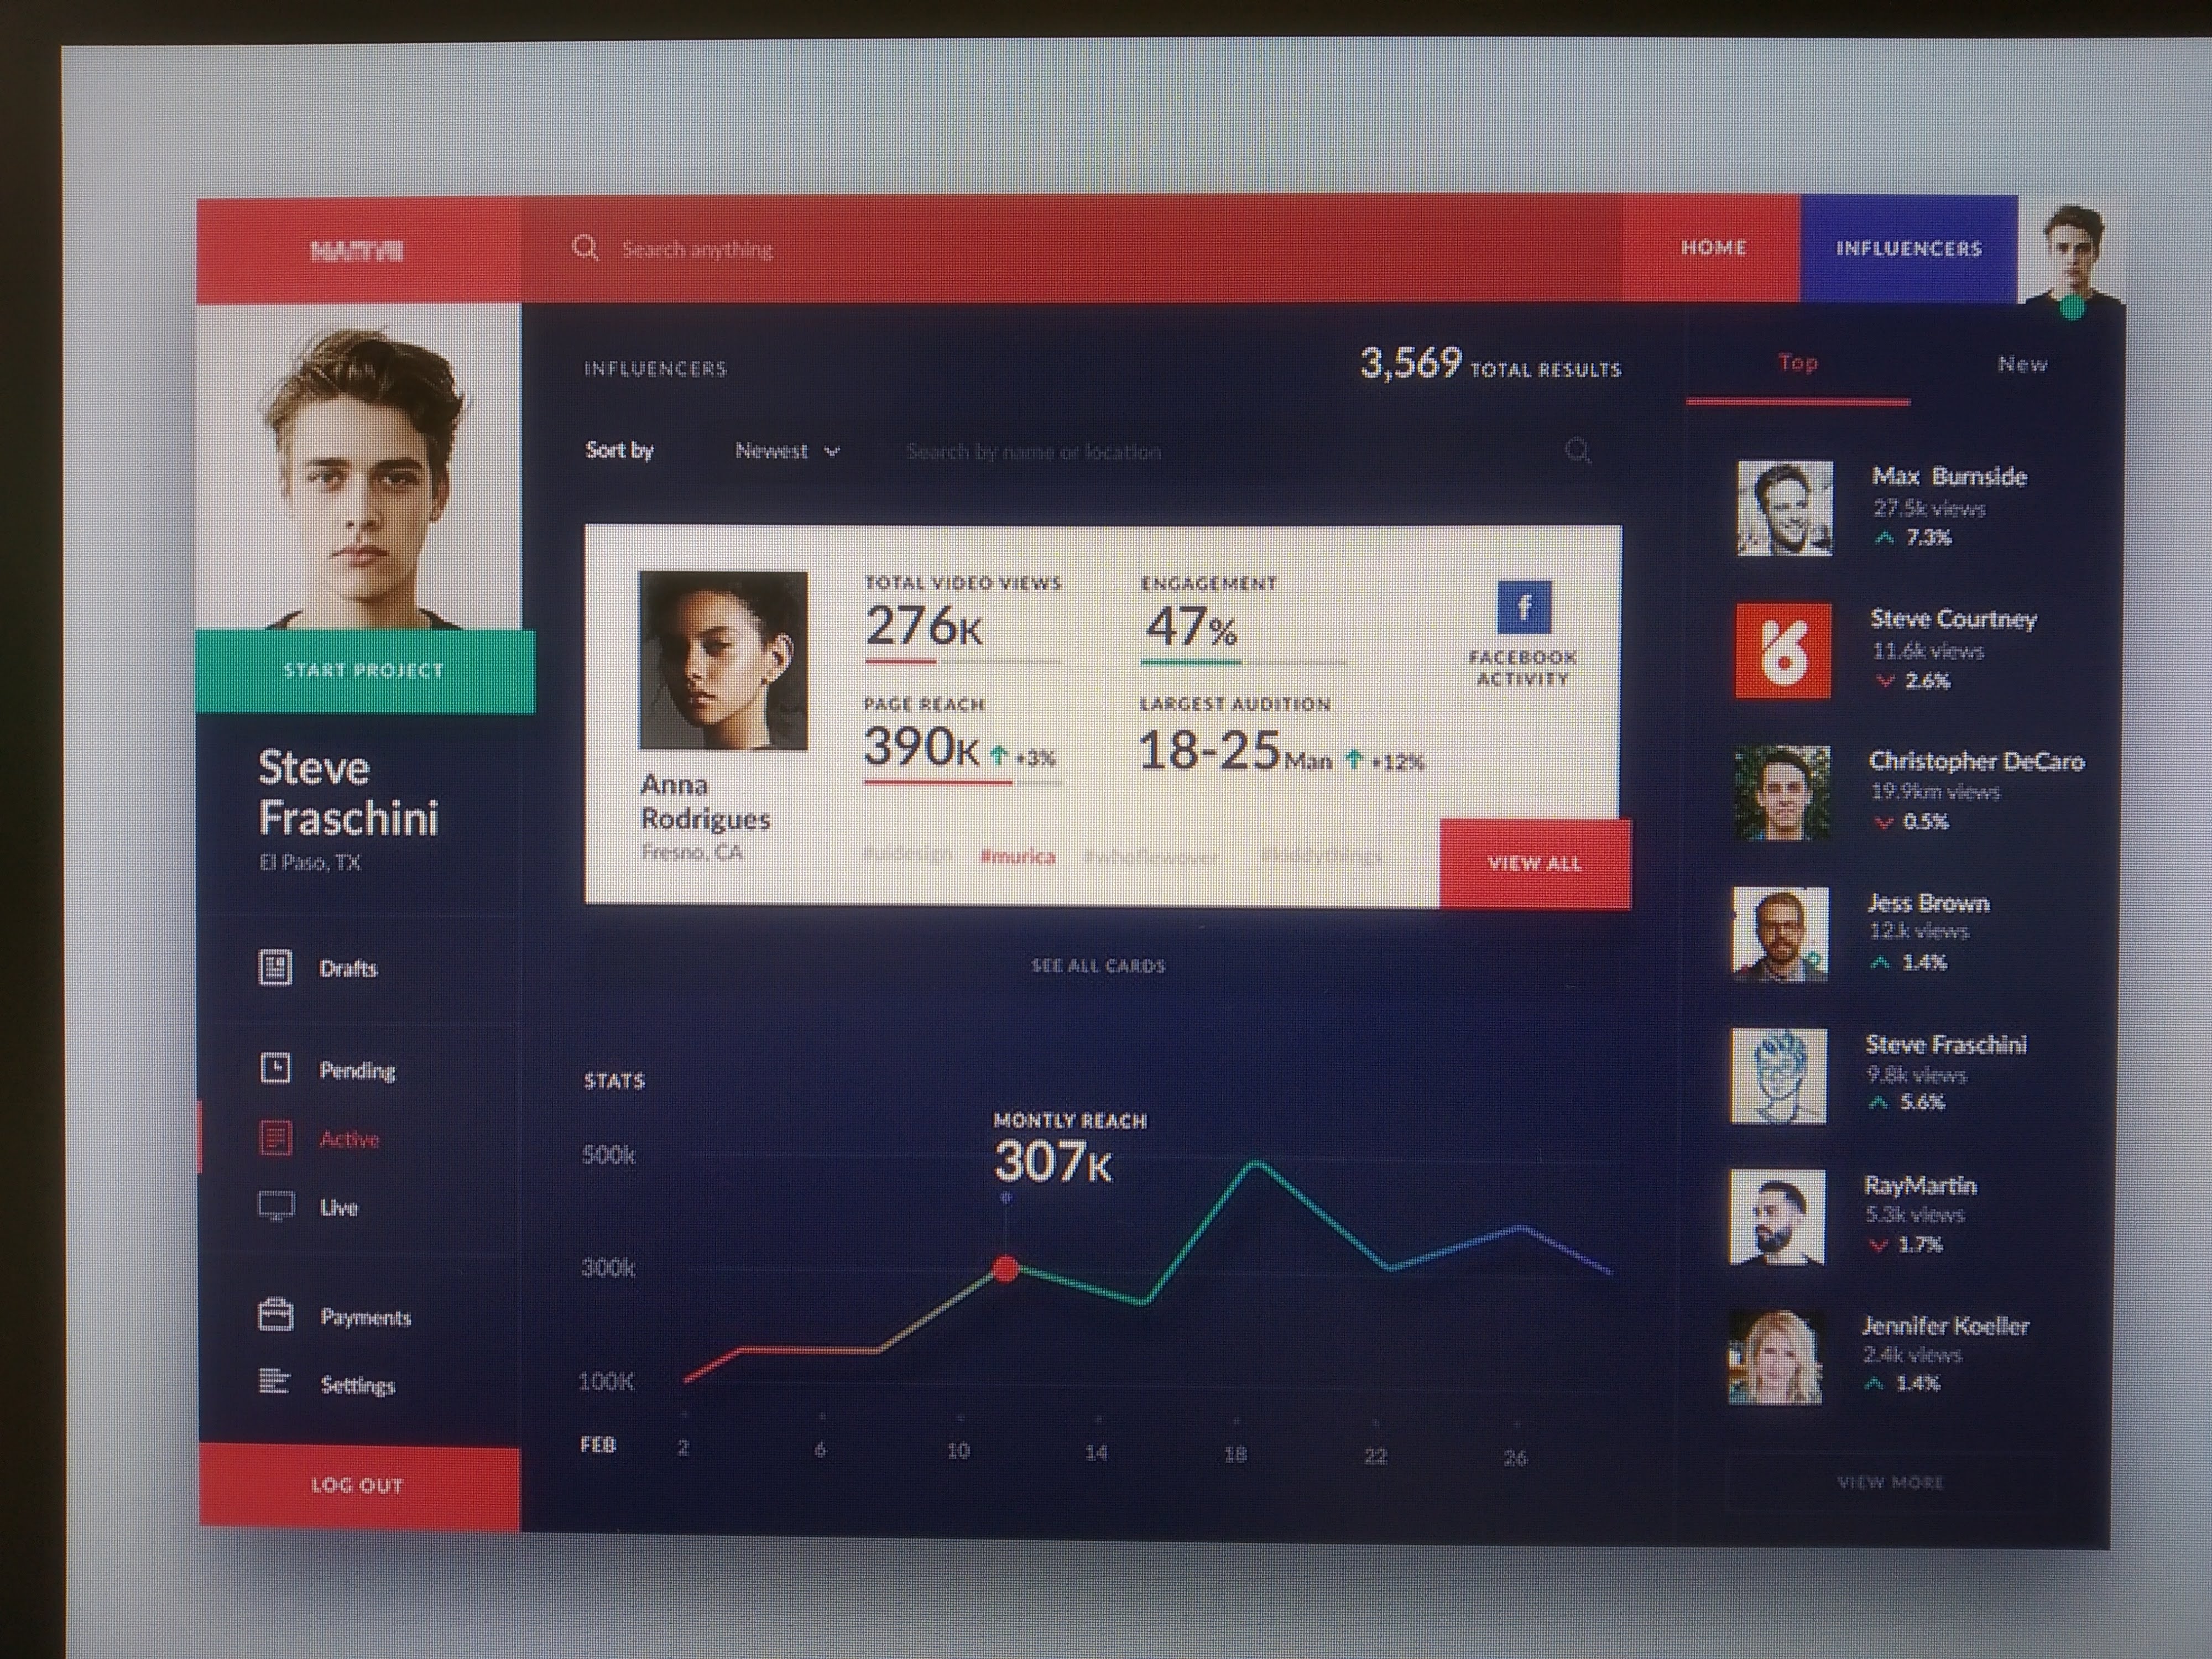 Search anything
HOME
INFLUENCERS
START PROJECT
Steve
Fraschini
El Paso, TX
Drafts
Pending
Active
Live
Payments
Settings
LOG OUT
INFLUENCERS
3,569 TOTAL RESULTS
Sort by
Newest
Search by name or location
Anna
Rodrigues
Fresno, CA
TOTAL VIDEO VIEWS
276K
ENGAGEMENT
47%
PAGE REACH
390K +3%
LARGEST AUDITION
18-25 Man +12%
f
FACEBOOK
ACTIVITY
#uidesign #murica
VIEW ALL
SEE ALL CARDS
STATS
MONTLY REACH
307K
500k
300k
100K
FEB 2 6 10 14 18 22 26
Top
New
Max Burnside
27.5k views
7.3%
Steve Courtney
11.6k views
2.6%
Christopher DeCaro
19.9km views
0.5%
Jess Brown
12k views
1.4%
Steve Fraschini
9.8k views
5.6%
RayMartin
5.3k views
1.7%
Jennifer Koeller
2.4k views
1.4%
VIEW MORE